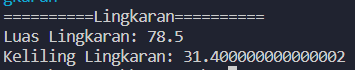 ==========Lingkaran==========
Luas Lingkaran: 78.5
Keliling Lingkaran: 31.400000000000002